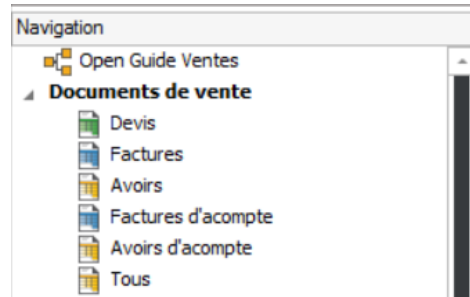 Navigation
Open Guide Ventes
Documents de vente
Devis
Factures
Avoirs
Factures d'acompte
Avoirs d'acompte
Tous